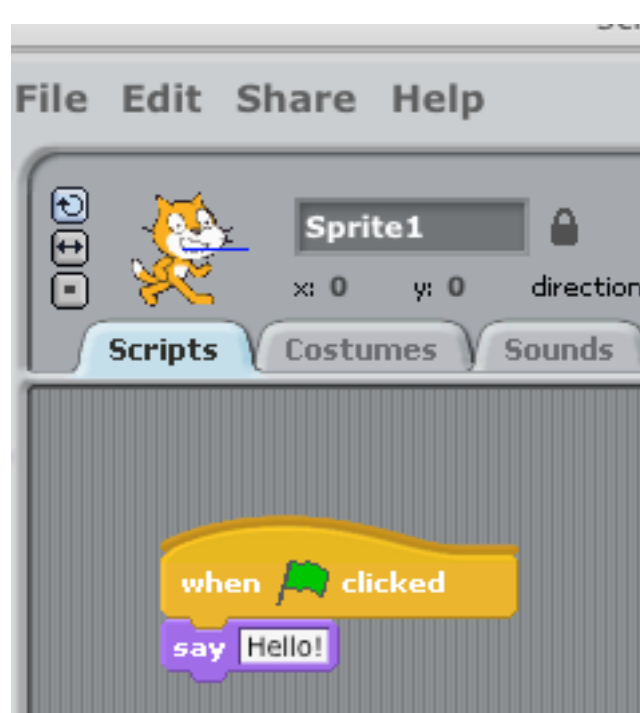 File Edit Share Help
Sprite1
x: 0 y: 0 direction
Scripts Costumes Sounds
when clicked
say Hello!